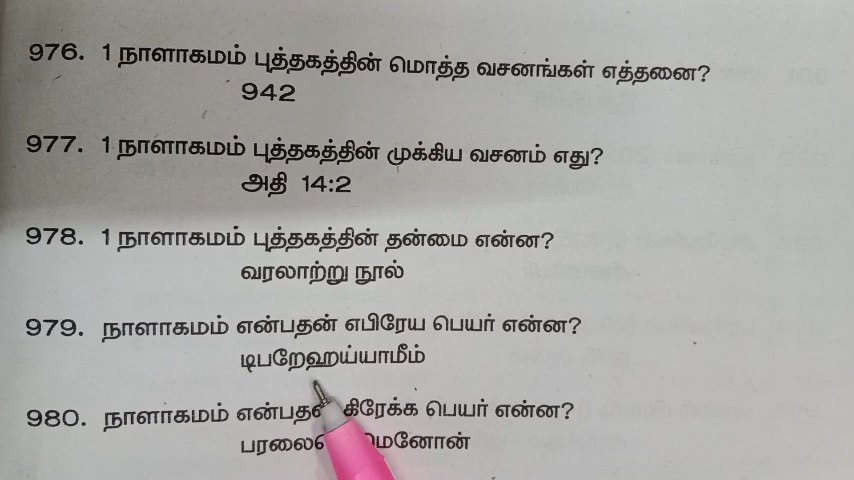 976. 1 நாளாகமம் புத்தகத்தின் மொத்த வசனங்கள் எத்தனை?
942
977. 1 நாளாகமம் புத்தகத்தின் முக்கிய வசனம் எது?
அதி 14:2
978. 1 நாளாகமம் புத்தகத்தின் தன்மை என்ன?
வரலாற்று நூல்
979. நாளாகமம் என்பதன் எபிரேய பெயர் என்ன?
டிபறேஹய்யாமீம்
980. நாளாகமம் என்பதன் கிரேக்க பெயர் என்ன?